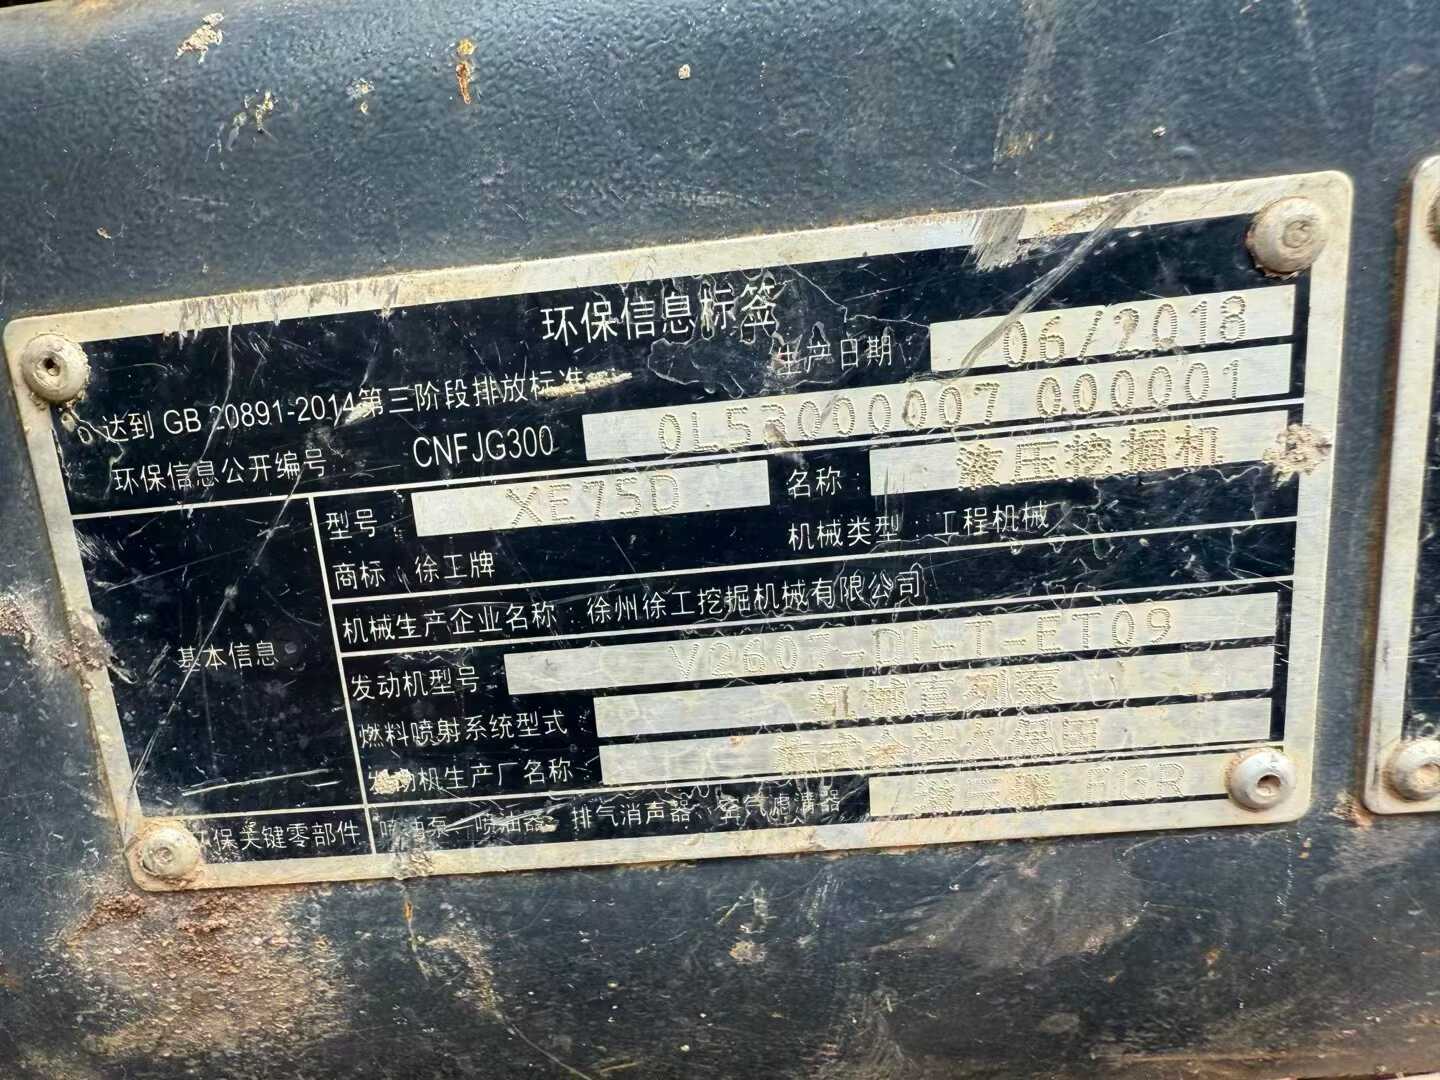 环保信息标签
生产日期 06/2018
达到 GB 20891-2014第三阶段排放标准
环保信息公开编号 CNFJG300 0L5R000007 000001
基本信息
型号: XE75D 名称: 液压挖掘机
商标: 徐工牌 机械类型: 工程机械
机械生产企业名称: 徐州徐工挖掘机械有限公司
发动机型号 V2607-DI-T-ET09
燃料喷射系统型式: 机械直列泵
发动机生产厂名称: 株式会社久保田
环保关键零部件 喷油泵、喷油器、排气消声器、空气滤清器